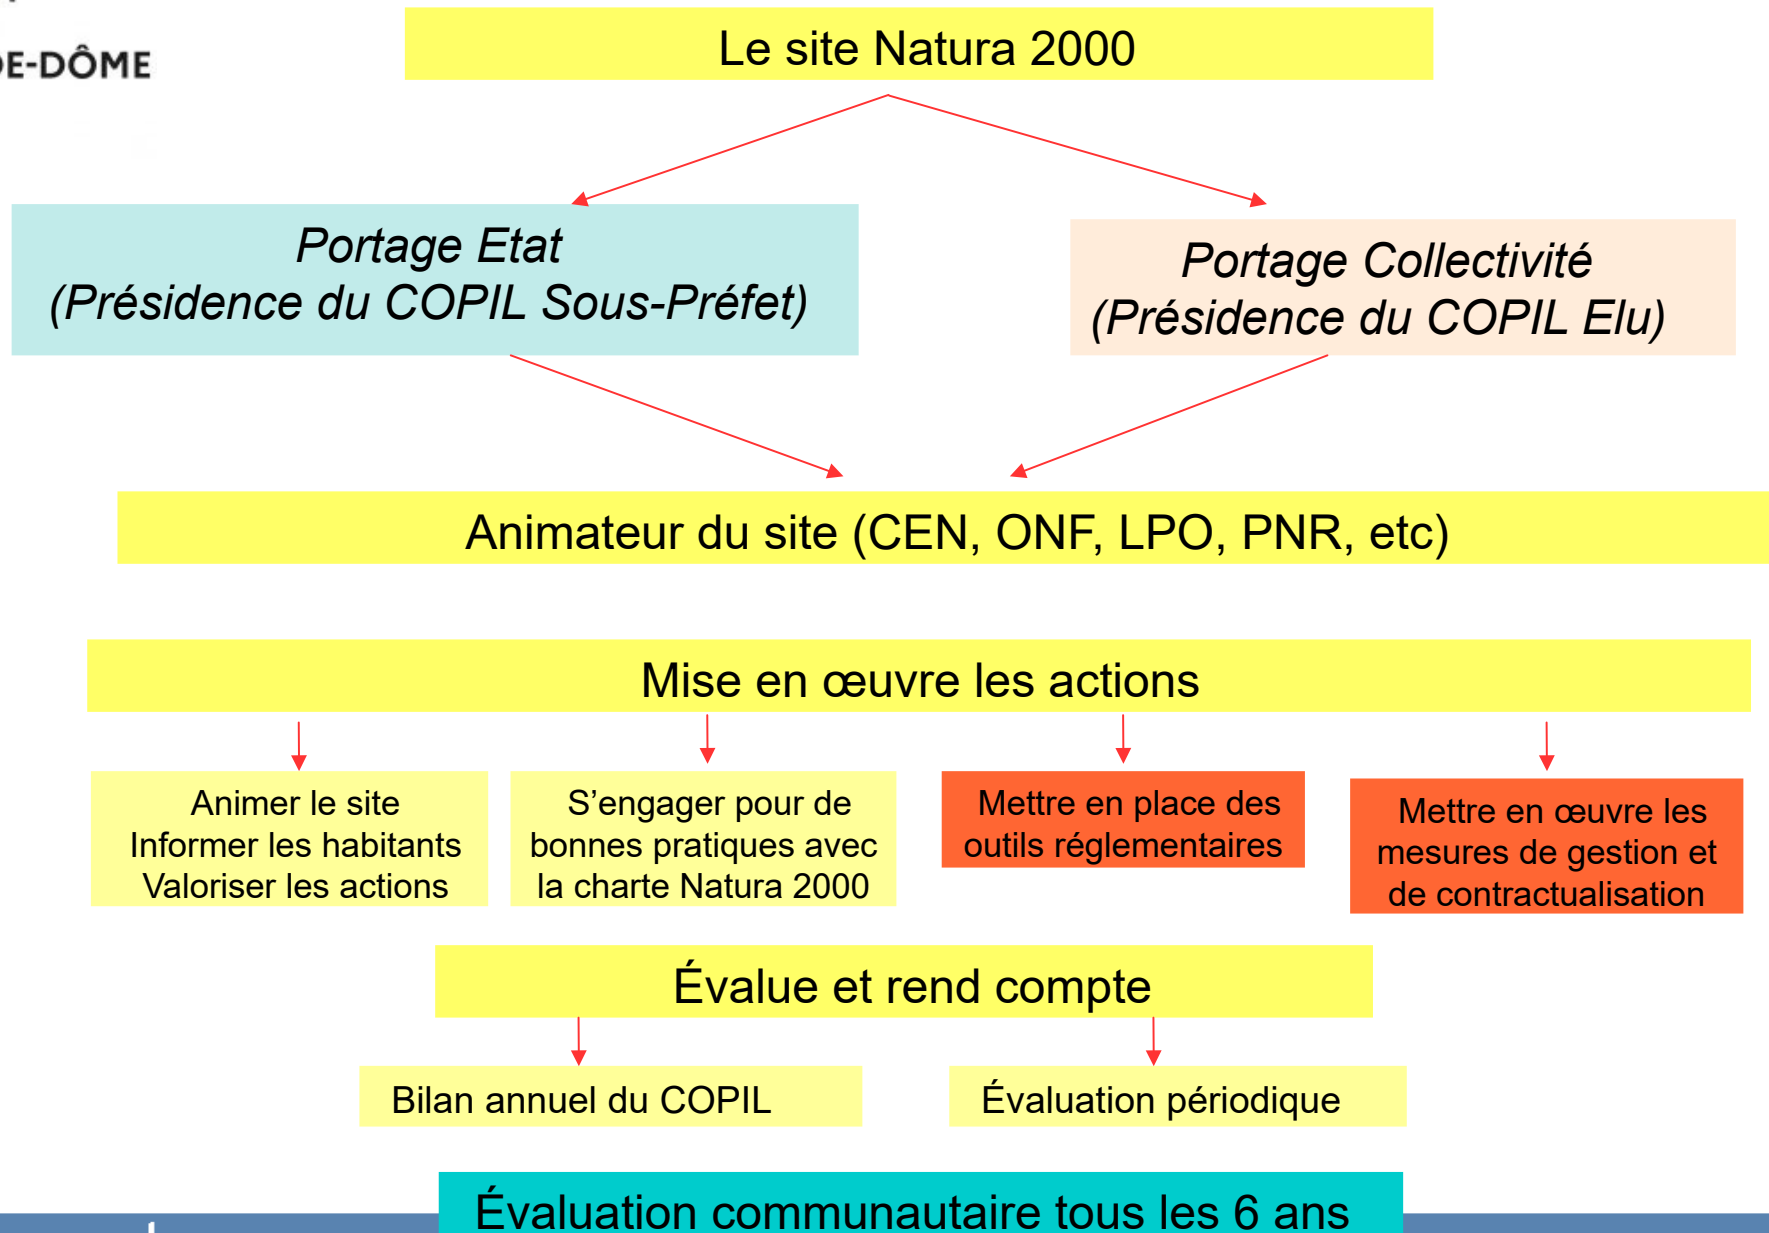 DE-DÔME
Le site Natura 2000
Portage Etat
(Présidence du COPIL Sous-Préfet)
Portage Collectivité
(Présidence du COPIL Elu)
Animateur du site (CEN, ONF, LPO, PNR, etc)
Mise en œuvre les actions
Animer le site
Informer les habitants
Valoriser les actions
S’engager pour de
bonnes pratiques avec
la charte Natura 2000
Mettre en place des
outils réglementaires
Mettre en œuvre les
mesures de gestion et
de contractualisation
Évalue et rend compte
Bilan annuel du COPIL
Évaluation périodique
Évaluation communautaire tous les 6 ans